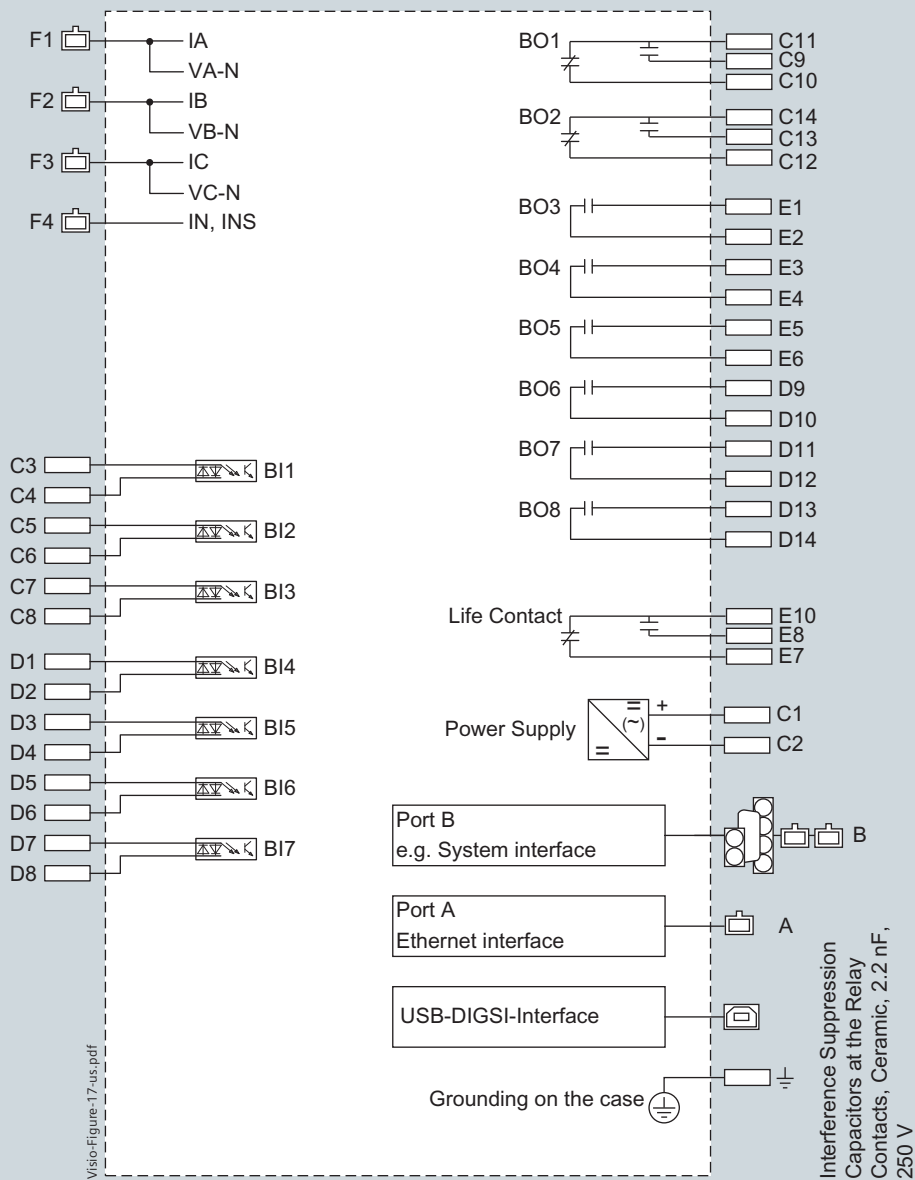 F1 IA
VA-N
F2 IB
VB-N
F3 IC
VC-N
F4 IN, INS
C3
C4
BI1
C5
C6
BI2
C7
C8
BI3
D1
D2
BI4
D3
D4
BI5
D5
D6
BI6
D7
D8
BI7
BO1
C11
C9
C10
BO2
C14
C13
C12
BO3
E1
E2
BO4
E3
E4
BO5
E5
E6
BO6
D9
D10
BO7
D11
D12
BO8
D13
D14
Life Contact
E10
E8
E7
Power Supply
=
(~)
=
+
-
C1
C2
Port B
e.g. System interface
B
Port A
Ethernet interface
A
USB-DIGSI-Interface
Grounding on the case
Interference Suppression
Capacitors at the Relay
Contacts, Ceramic, 2.2 nF,
250 V
Visio-Figure-17-us.pdf